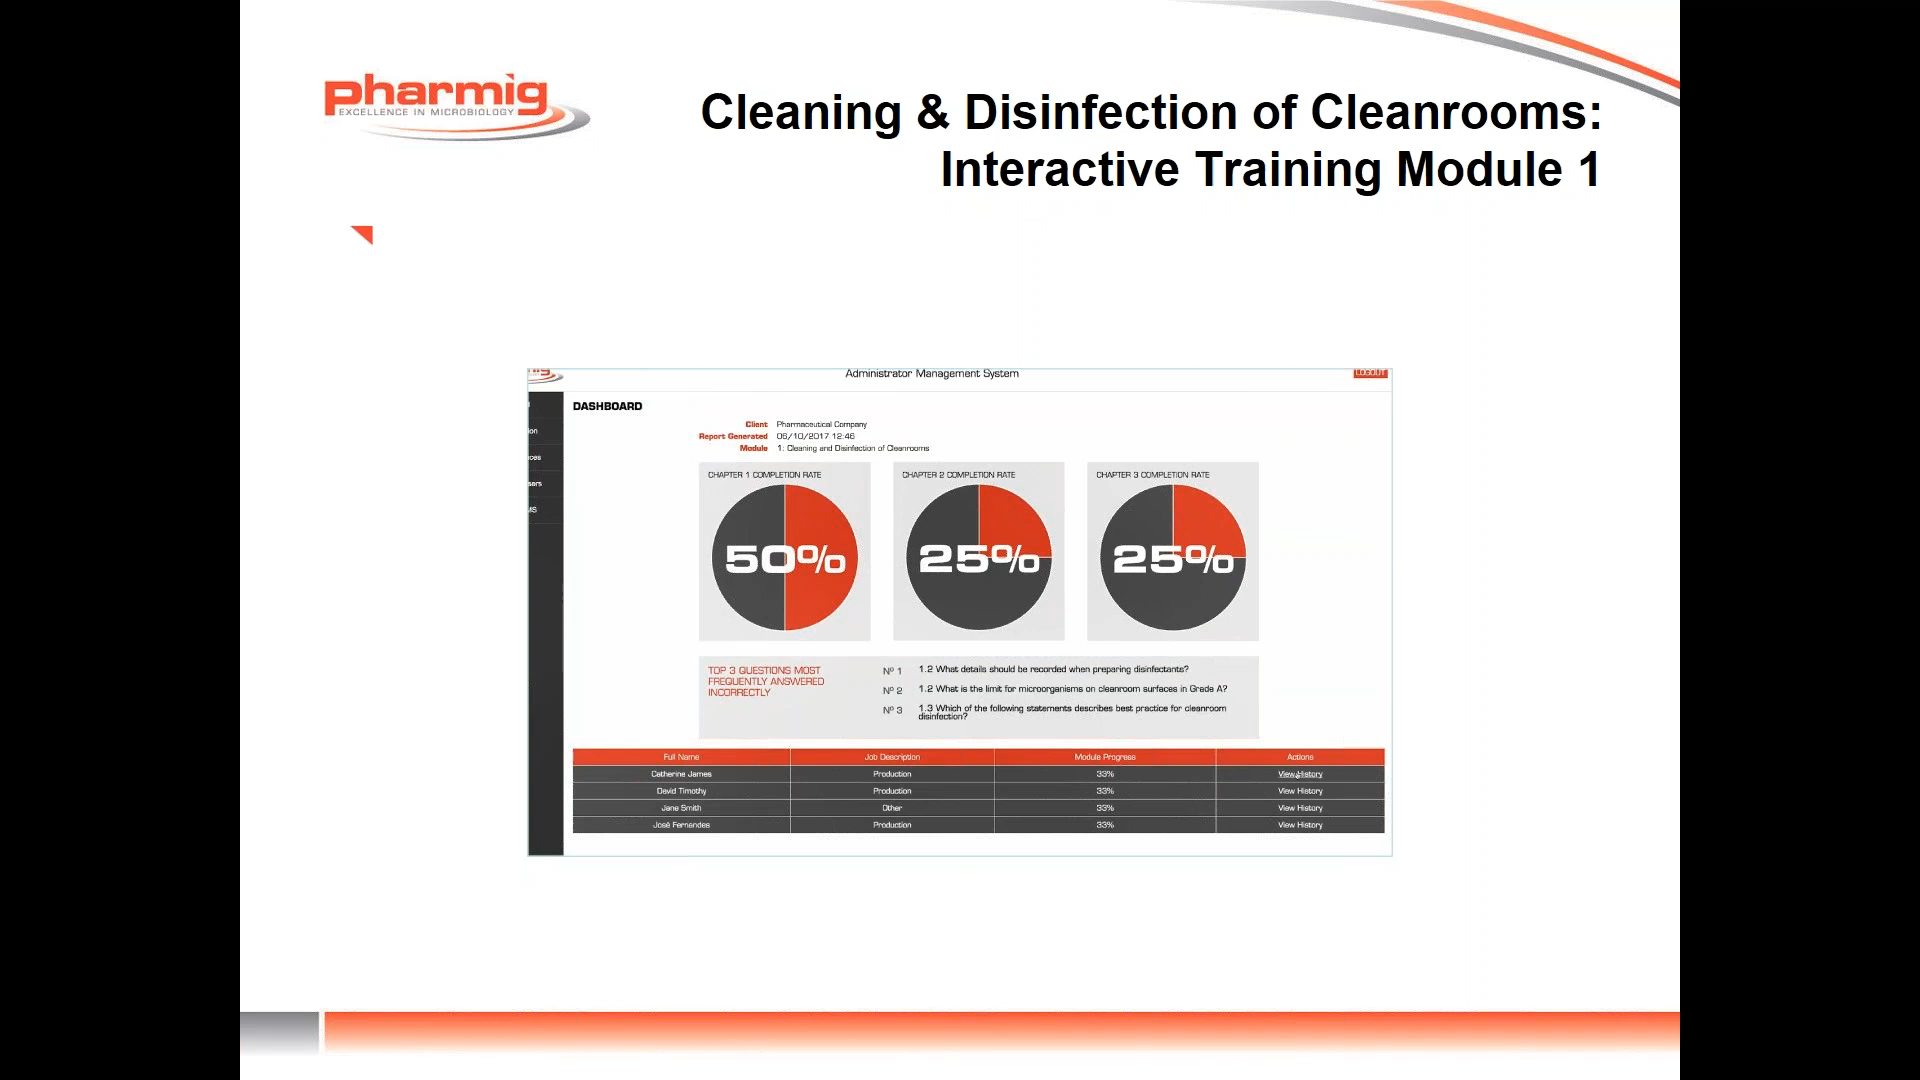 pharmig
EXCELLENCE IN MICROBIOLOGY
Cleaning & Disinfection of Cleanrooms:
Interactive Training Module 1
Administrator Management System
LOGOUT
DASHBOARD
Client Pharmaceutical Company
Report Generated 06/10/2017 12:46
Module 1: Cleaning and Disinfection of Cleanrooms
CHAPTER 1 COMPLETION RATE
50%
CHAPTER 2 COMPLETION RATE
25%
CHAPTER 3 COMPLETION RATE
25%
TOP 3 QUESTIONS MOST
FREQUENTLY ANSWERED
INCORRECTLY
Nº 1 1.2 What details should be recorded when preparing disinfectants?
Nº 2 1.2 What is the limit for microorganisms on cleanroom surfaces in Grade A?
Nº 3 1.3 Which of the following statements describes best practice for cleanroom
disinfection?
Full Name Job Description Module Progress Actions
Catherine James Production 33% View History
David Timothy Production 33% View History
Jane Smith Other 33% View History
José Fernandes Production 33% View History